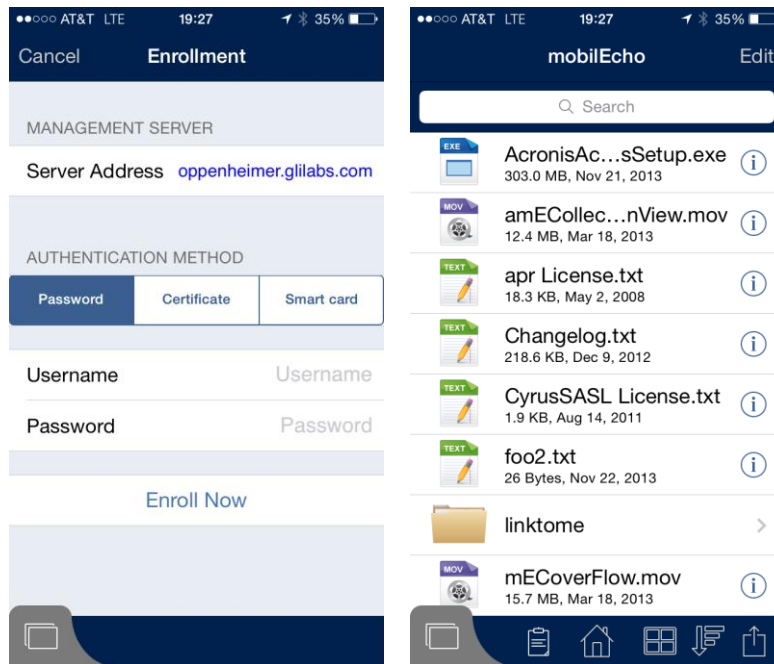 AT&T LTE 19:27 35%
Cancel Enrollment
MANAGEMENT SERVER
Server Address oppenheimer.glilabs.com
AUTHENTICATION METHOD
Password Certificate Smart card
Username Username
Password Password
Enroll Now
AT&T LTE 19:27 35%
mobilEcho Edit
Search
EXE
AcronisAc...sSetup.exe
303.0 MB, Nov 21, 2013
MOV
amECollec...nView.mov
12.4 MB, Mar 18, 2013
TEXT
apr License.txt
18.3 KB, May 2, 2008
TEXT
Changelog.txt
218.6 KB, Dec 9, 2012
TEXT
CyrusSASL License.txt
1.9 KB, Aug 14, 2011
TEXT
foo2.txt
26 Bytes, Nov 22, 2013
linktome
MOV
mECoverFlow.mov
15.7 MB, Mar 18, 2013